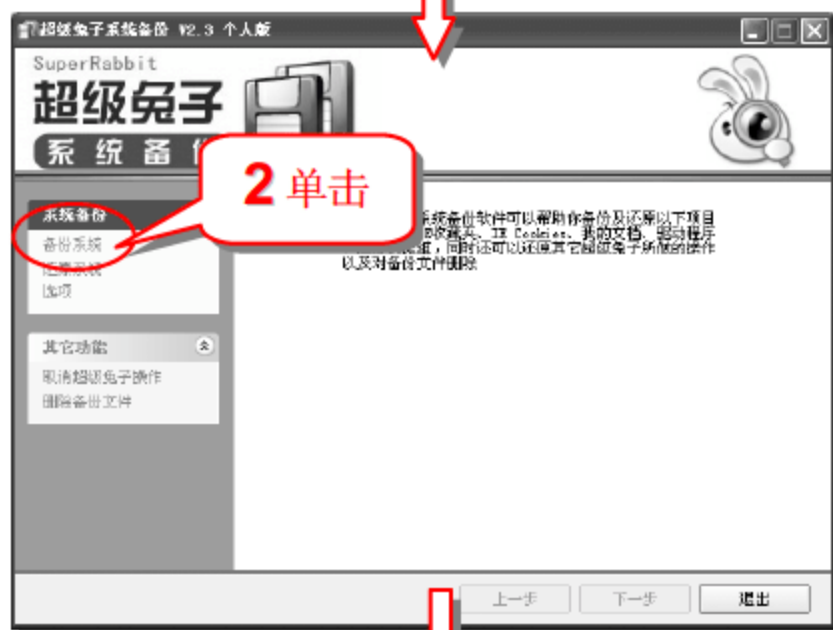 超级兔子系统备份 V2.3 个人版
SuperRabbit
超级兔子
系统备
2 单击
系统备份
备份系统
还原系统
选项
系统备份软件可以帮助你备份及还原以下项目
收藏夹、IE Cookies、我的文档、驱动程序
组，同时还可以还原其它超级兔子所做的操作
以及对备份文件删除
其它功能
取消超级兔子操作
删除备份文件
上一步
下一步
退出